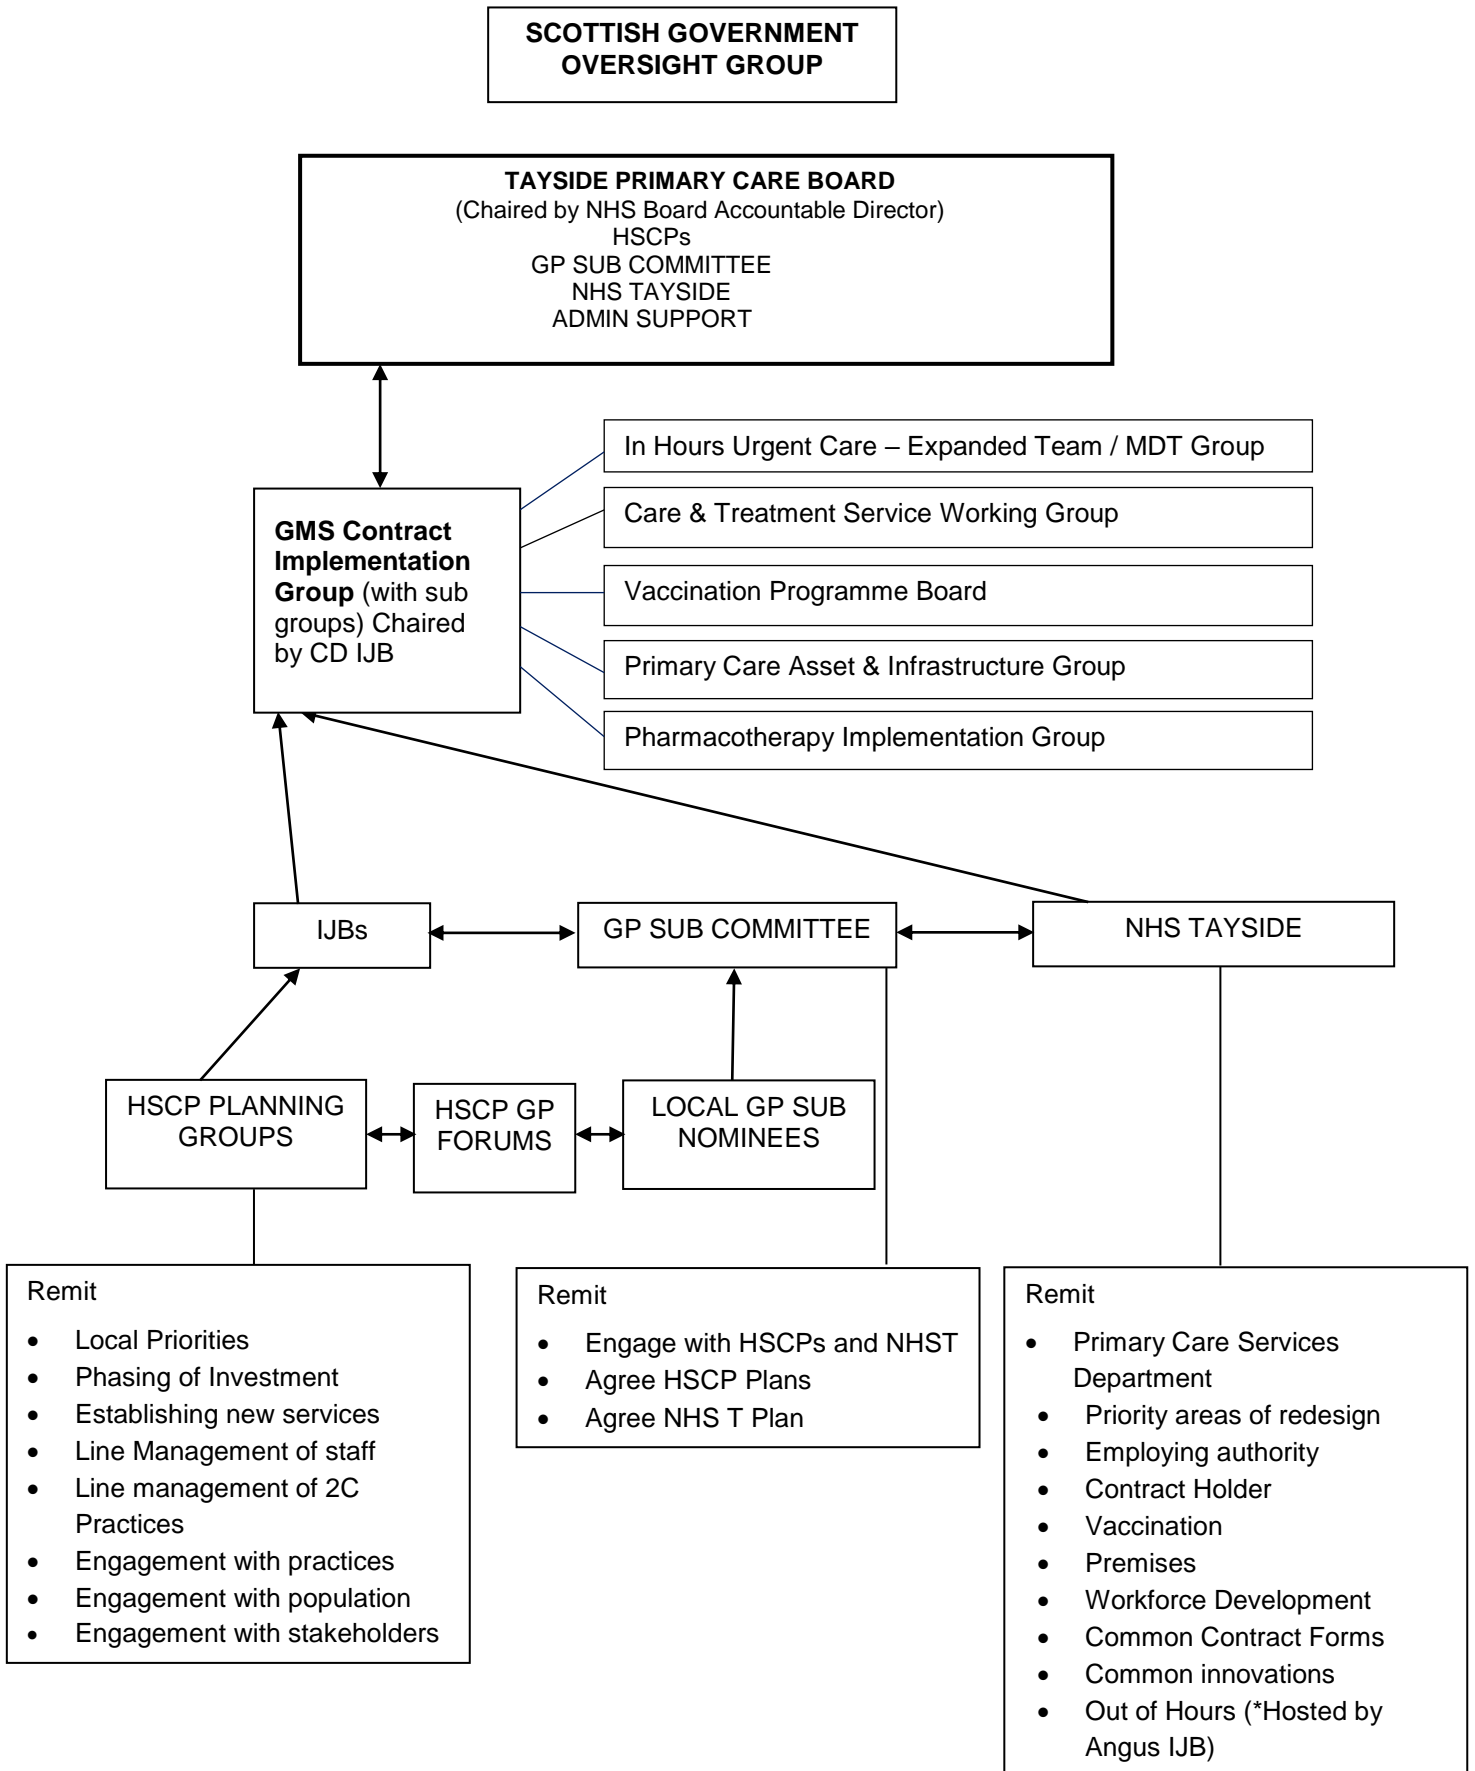 SCOTTISH GOVERNMENT
OVERSIGHT GROUP
TAYSIDE PRIMARY CARE BOARD
(Chaired by NHS Board Accountable Director)
HSCPs
GP SUB COMMITTEE
NHS TAYSIDE
ADMIN SUPPORT
GMS Contract
Implementation
Group (with sub
groups) Chaired
by CD IJB
In Hours Urgent Care – Expanded Team / MDT Group
Care & Treatment Service Working Group
Vaccination Programme Board
Primary Care Asset & Infrastructure Group
Pharmacotherapy Implementation Group
IJBs
GP SUB COMMITTEE
NHS TAYSIDE
HSCP PLANNING
GROUPS
HSCP GP
FORUMS
LOCAL GP SUB
NOMINEES
Remit
• Local Priorities
• Phasing of Investment
• Establishing new services
• Line Management of staff
• Line management of 2C
Practices
• Engagement with practices
• Engagement with population
• Engagement with stakeholders
Remit
• Engage with HSCPs and NHST
• Agree HSCP Plans
• Agree NHS T Plan
Remit
• Primary Care Services
Department
• Priority areas of redesign
• Employing authority
• Contract Holder
• Vaccination
• Premises
• Workforce Development
• Common Contract Forms
• Common innovations
• Out of Hours (*Hosted by
Angus IJB)